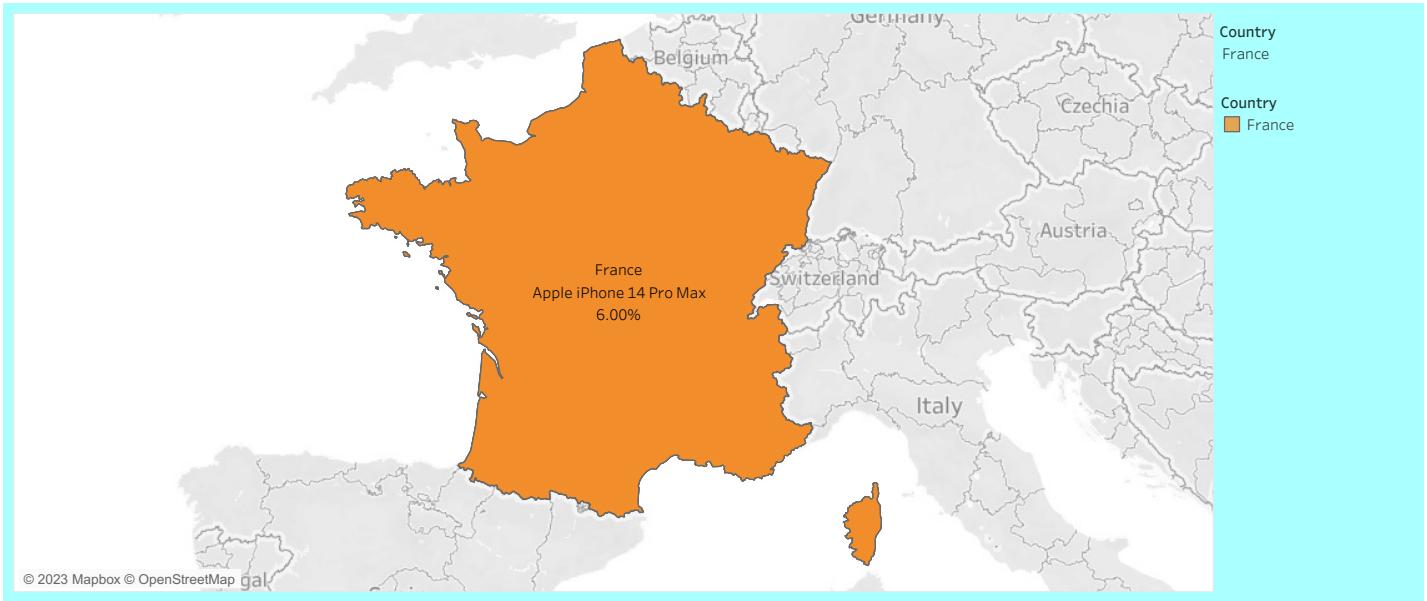 Germany
Belgium
Czechia
Austria
Switzerland
France
Apple iPhone 14 Pro Max
6.00%
Italy
© 2023 Mapbox © OpenStreetMap
gal
Country
France
Country
France